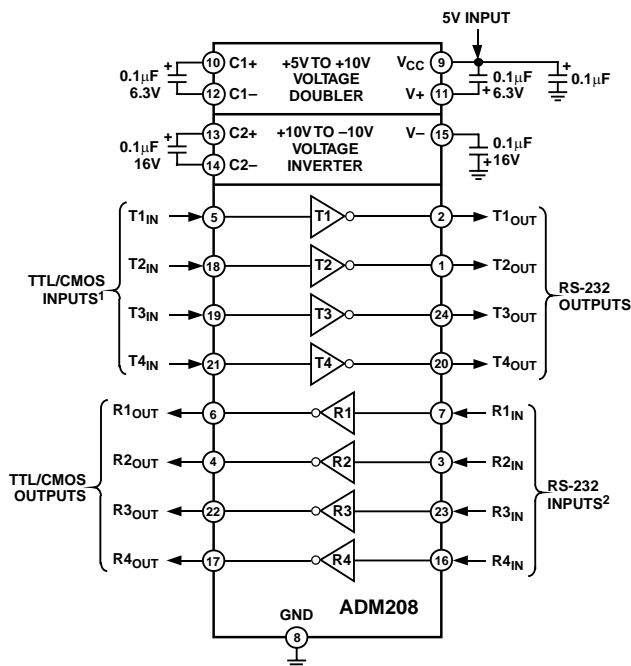 5V INPUT
0.1µF
6.3V
+
10
C1+
12
C1–
+5V TO +10V
VOLTAGE
DOUBLER
VCC
9
V+
11
+
0.1µF
6.3V
+
0.1µF
0.1µF
16V
+
13
C2+
14
C2–
+10V TO –10V
VOLTAGE
INVERTER
V–
15
0.1µF
+
16V
TTL/CMOS
INPUTS1
T1IN 5 T1 2 T1OUT
T2IN 18 T2 1 T2OUT
T3IN 19 T3 24 T3OUT
T4IN 21 T4 20 T4OUT
RS-232
OUTPUTS
TTL/CMOS
OUTPUTS
R1OUT 6 R1 7 R1IN
R2OUT 4 R2 3 R2IN
R3OUT 22 R3 23 R3IN
R4OUT 17 R4 16 R4IN
RS-232
INPUTS2
GND
8
ADM208